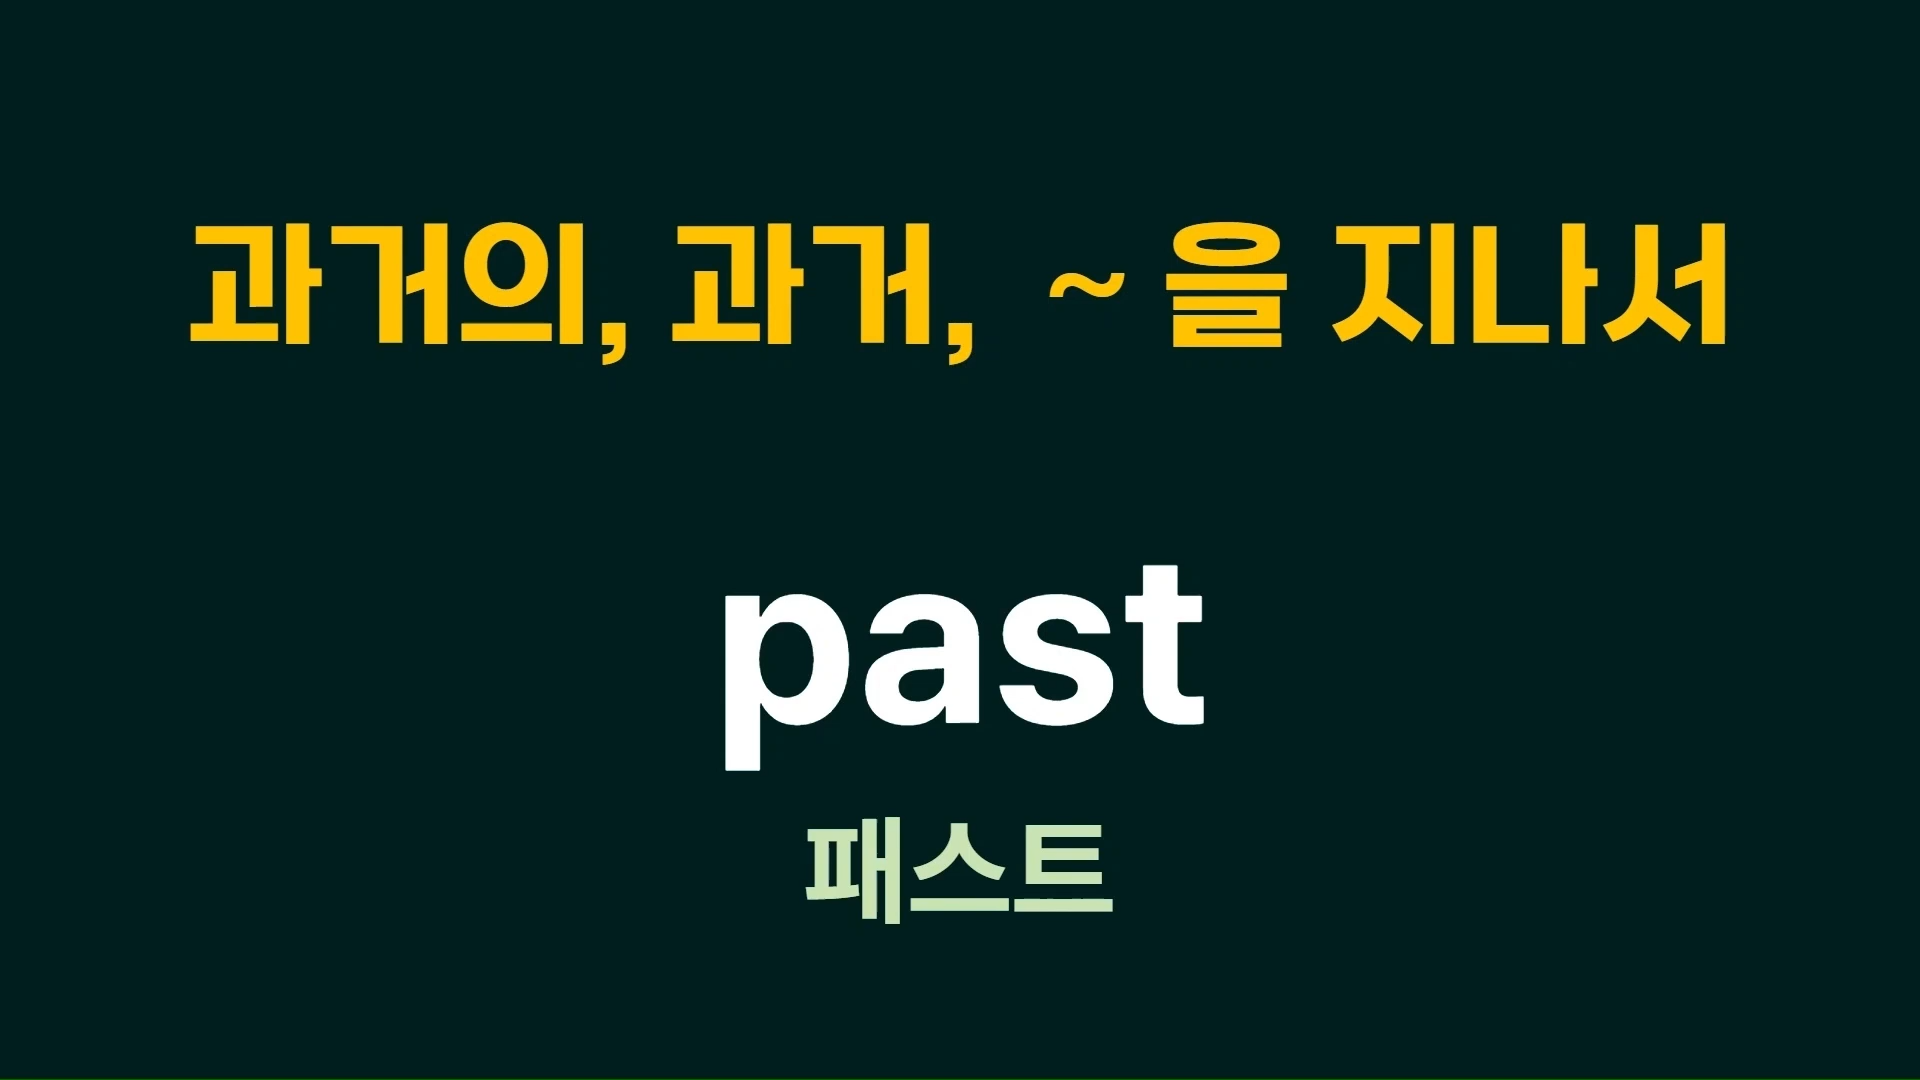 과거의, 과거, ~ 을 지나서
past
패스트